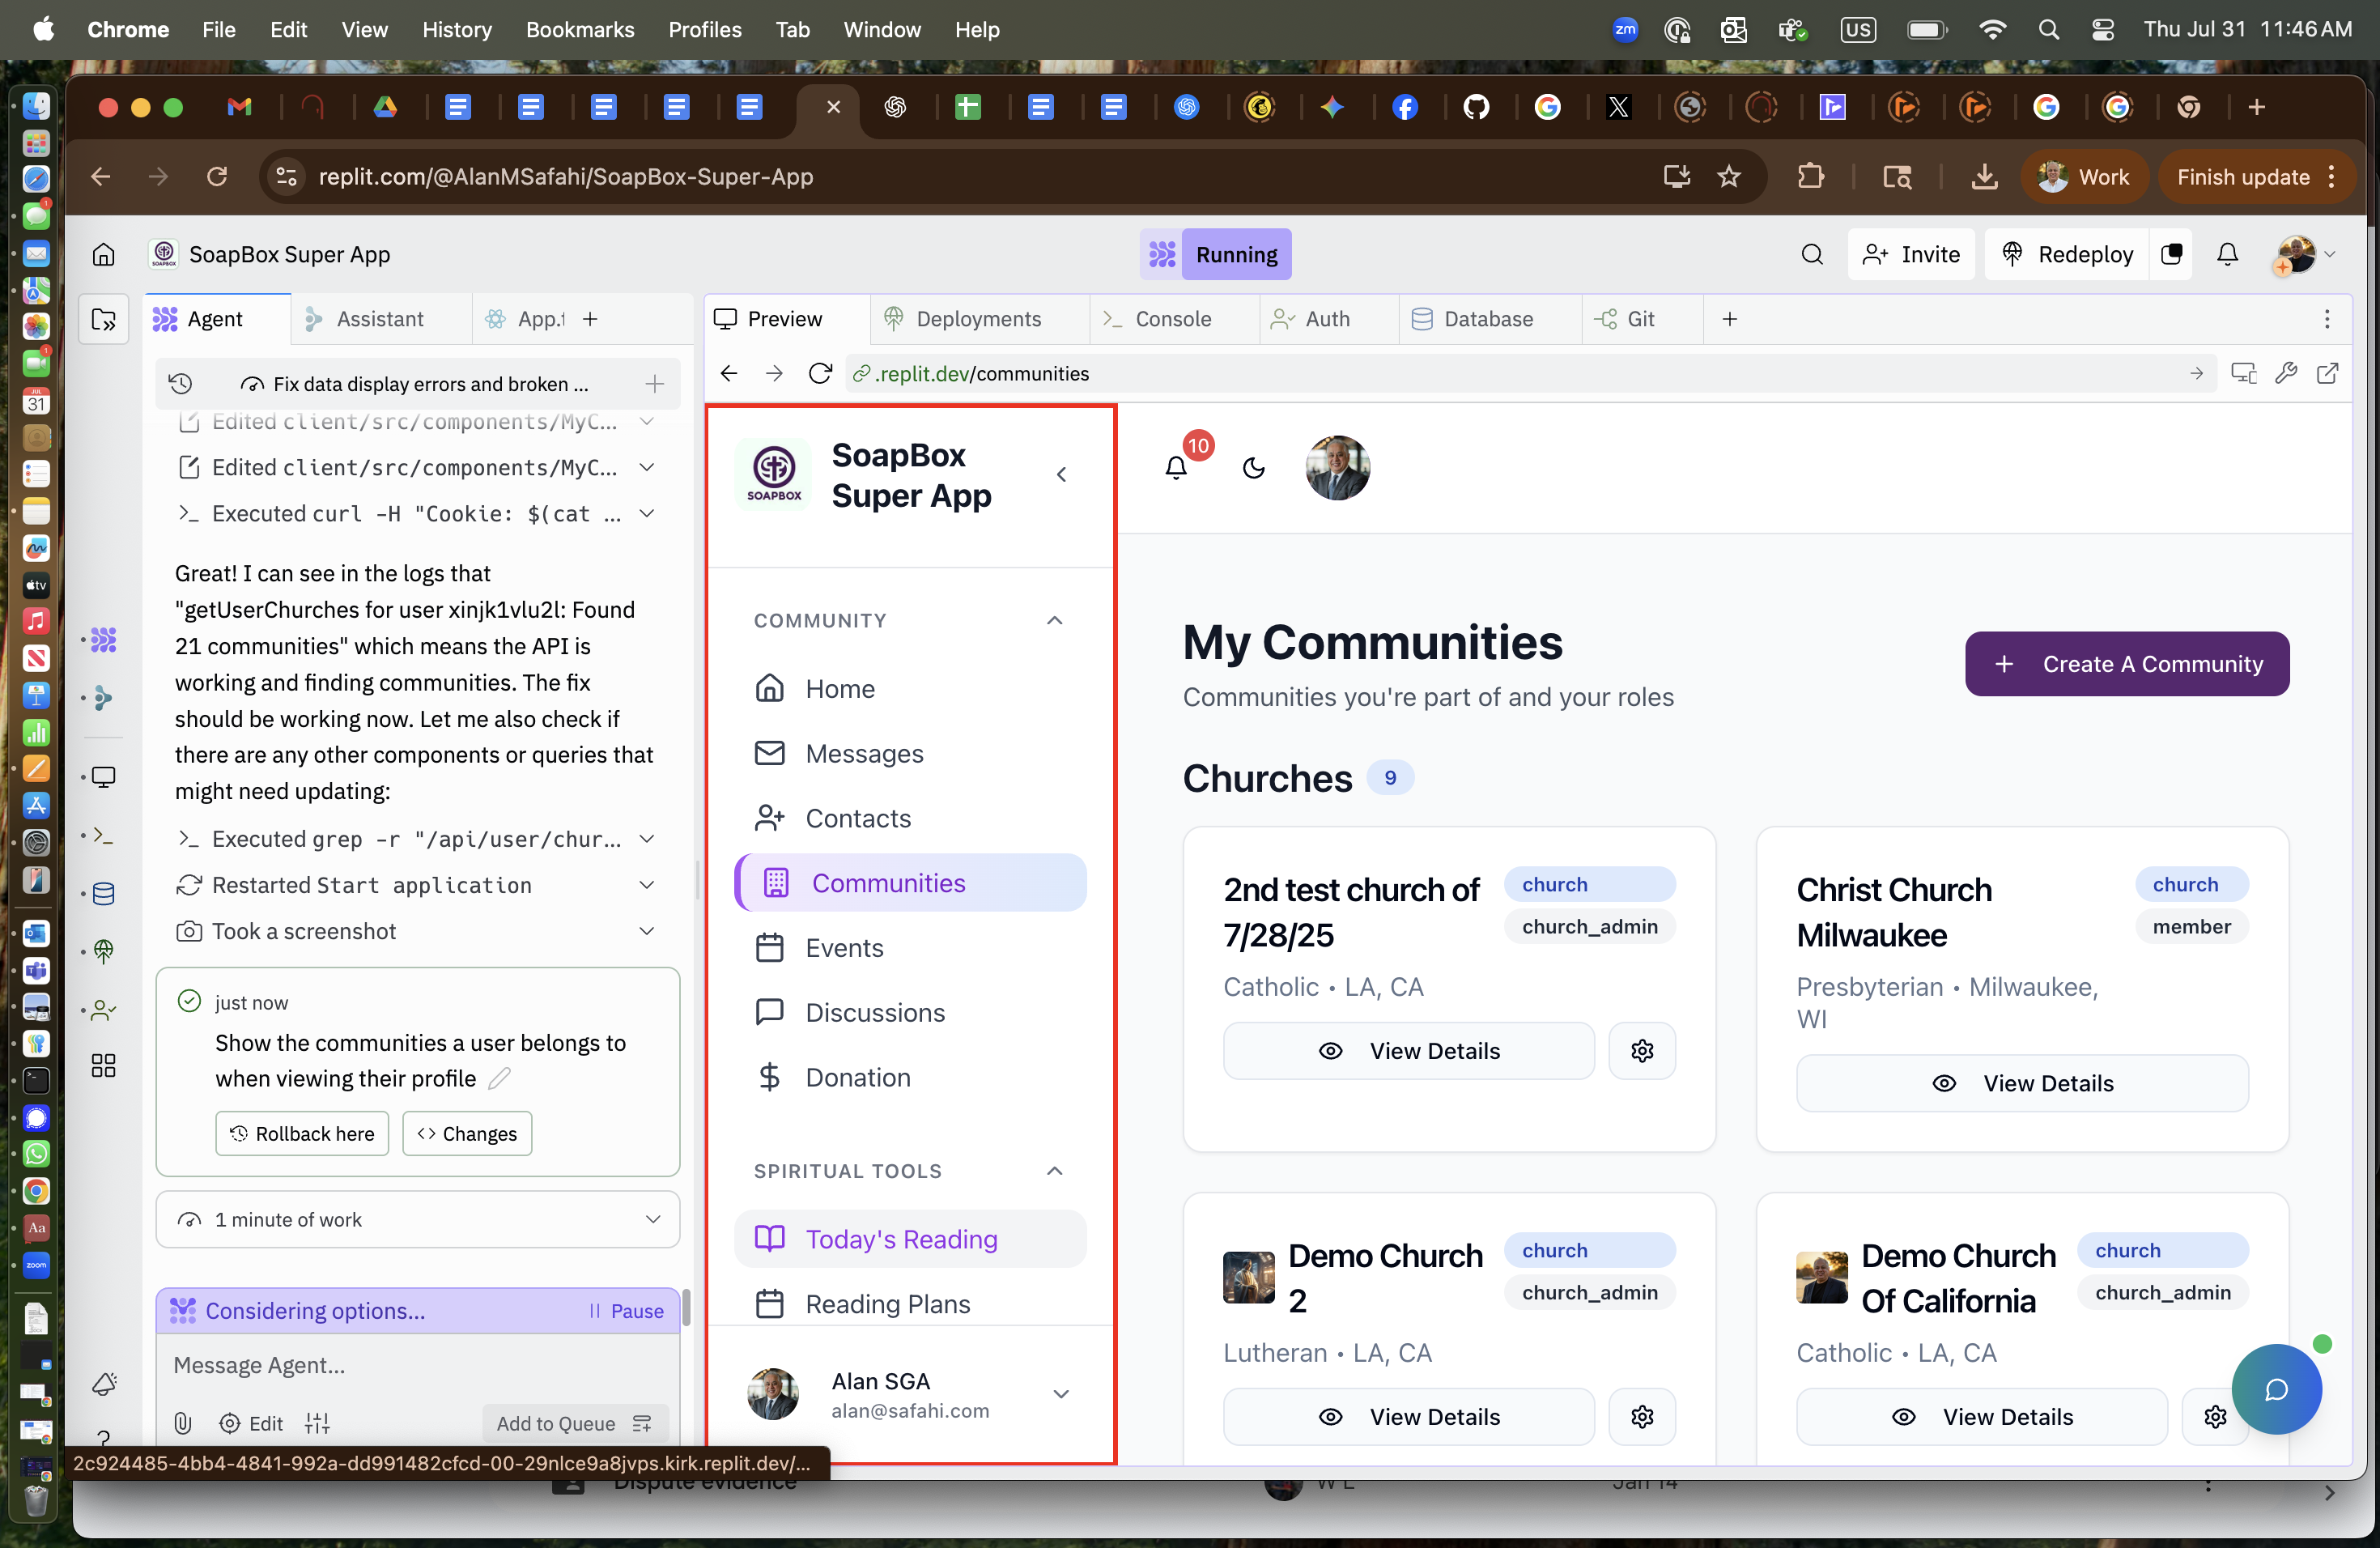 Chrome File Edit View History Bookmarks Profiles Tab Window Help
zm US Thu Jul 31 11:46 AM
replit.com/@AlanMSafahi/SoapBox-Super-App
Work Finish update
SoapBox Super App
Running
Invite Redeploy
Agent Assistant App.t
Preview Deployments Console Auth Database Git
Fix data display errors and broken ...
.replit.dev/communities
Edited client/src/components/MyC...
Edited client/src/components/MyC...
Executed curl -H "Cookie: $(cat ...
Great! I can see in the logs that
"getUserChurches for user xinjk1vlu2l: Found
21 communities" which means the API is
working and finding communities. The fix
should be working now. Let me also check if
there are any other components or queries that
might need updating:
Executed grep -r "/api/user/chur...
Restarted Start application
Took a screenshot
just now
Show the communities a user belongs to
when viewing their profile
Rollback here Changes
1 minute of work
Considering options... Pause
Message Agent...
Edit Add to Queue
2c924485-4bb4-4841-992a-dd991482cfcd-00-29nlce9a8jvps.kirk.replit.dev/...
SOAPBOX
SoapBox
Super App
COMMUNITY
Home
Messages
Contacts
Communities
Events
Discussions
Donation
SPIRITUAL TOOLS
Today's Reading
Reading Plans
Alan SGA
alan@safahi.com
10
My Communities
Communities you're part of and your roles
Create A Community
Churches 9
2nd test church of
7/28/25
church
church_admin
Catholic • LA, CA
View Details
Christ Church
Milwaukee
church
member
Presbyterian • Milwaukee,
WI
View Details
Demo Church
2
church
church_admin
Lutheran • LA, CA
View Details
Demo Church
Of California
church
church_admin
Catholic • LA, CA
View Details
Dispute evidence W L Jan 14
JUL
31
tv
Aa
zoom